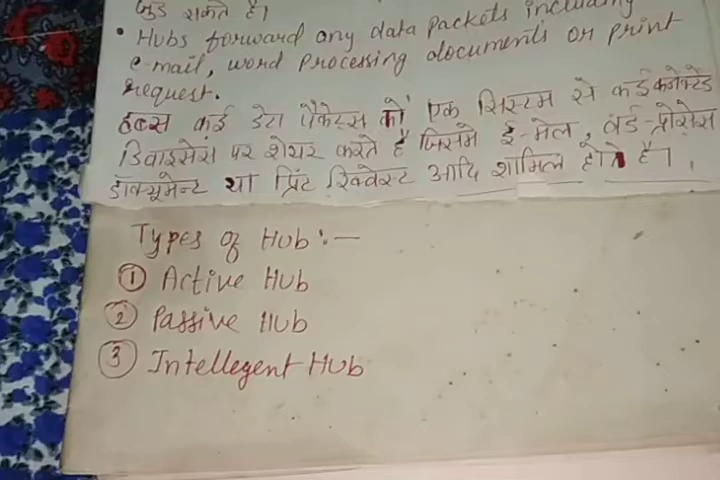 जुड़ सकते है।
• Hubs forward any data packets including
e-mail, word processing documents or print
request.
हब्स कई डेटा पैकेट्स को एक सिस्टम से कई कनेक्टेड
डिवाइसेस पर शेयर करते है जिसमे ई-मेल, वर्ड-प्रोसेस
डॉक्यूमेन्ट या प्रिंट रिक्वेस्ट आदि शामिल होते है।
Types of Hub:-
① Active Hub
② Passive Hub
③ Intellegent Hub